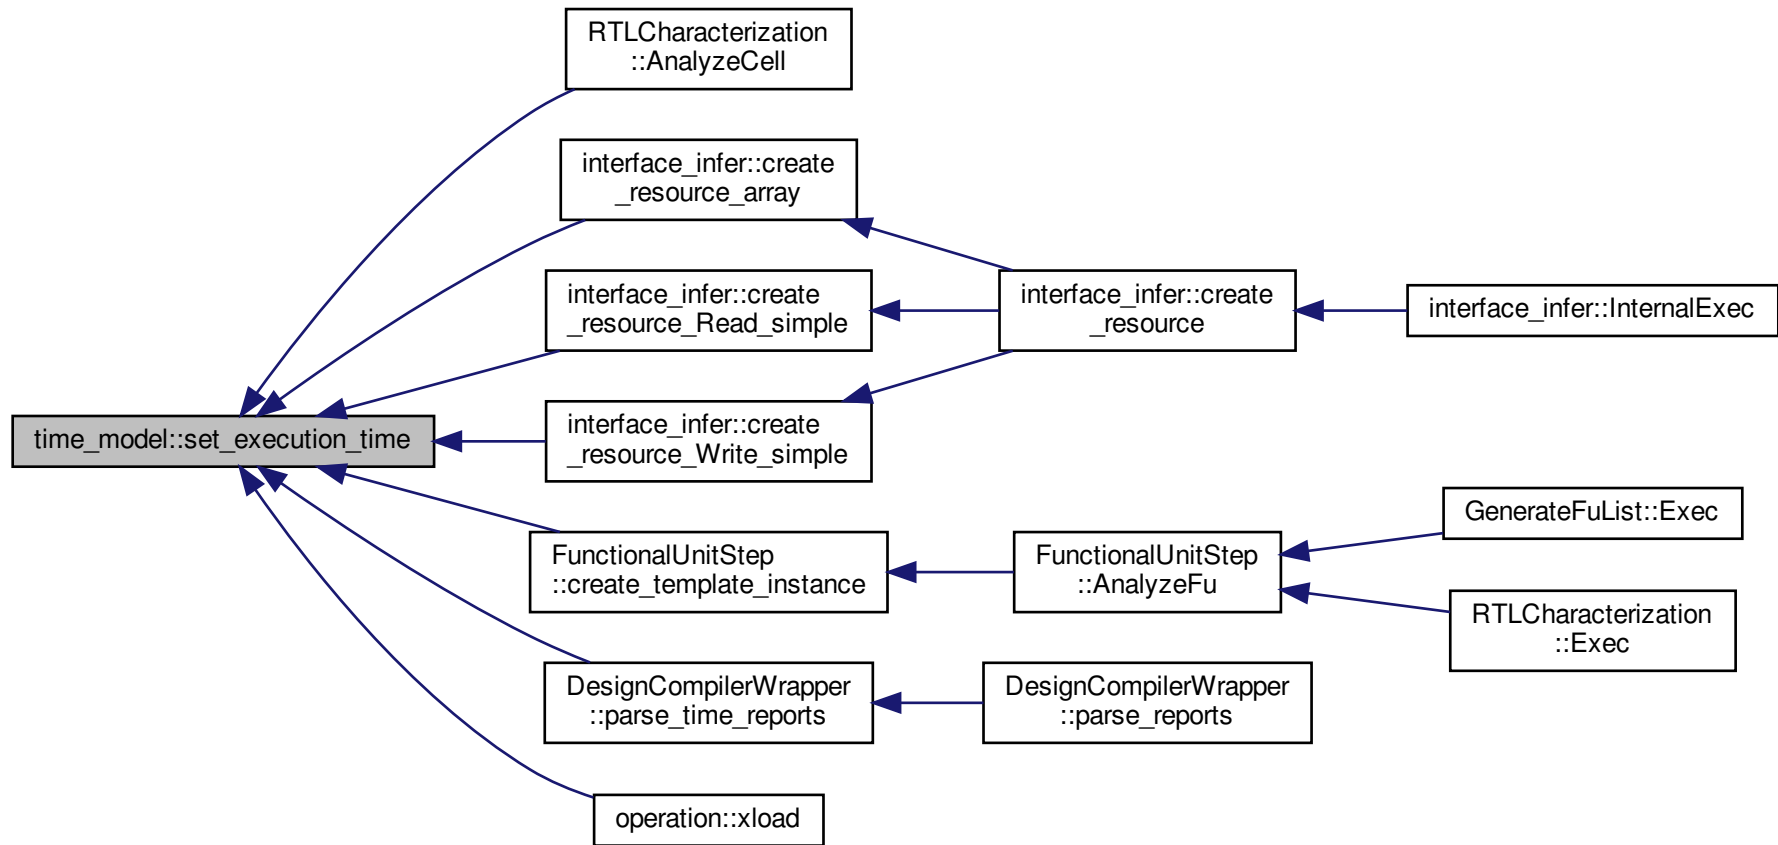 RTLCharacterization
::AnalyzeCell
interface_infer::create
_resource_array
interface_infer::create
_resource_Read_simple
interface_infer::create
_resource
interface_infer::InternalExec
time_model::set_execution_time
interface_infer::create
_resource_Write_simple
FunctionalUnitStep
::create_template_instance
FunctionalUnitStep
::AnalyzeFu
GenerateFuList::Exec
RTLCharacterization
::Exec
DesignCompilerWrapper
::parse_time_reports
DesignCompilerWrapper
::parse_reports
operation::xload